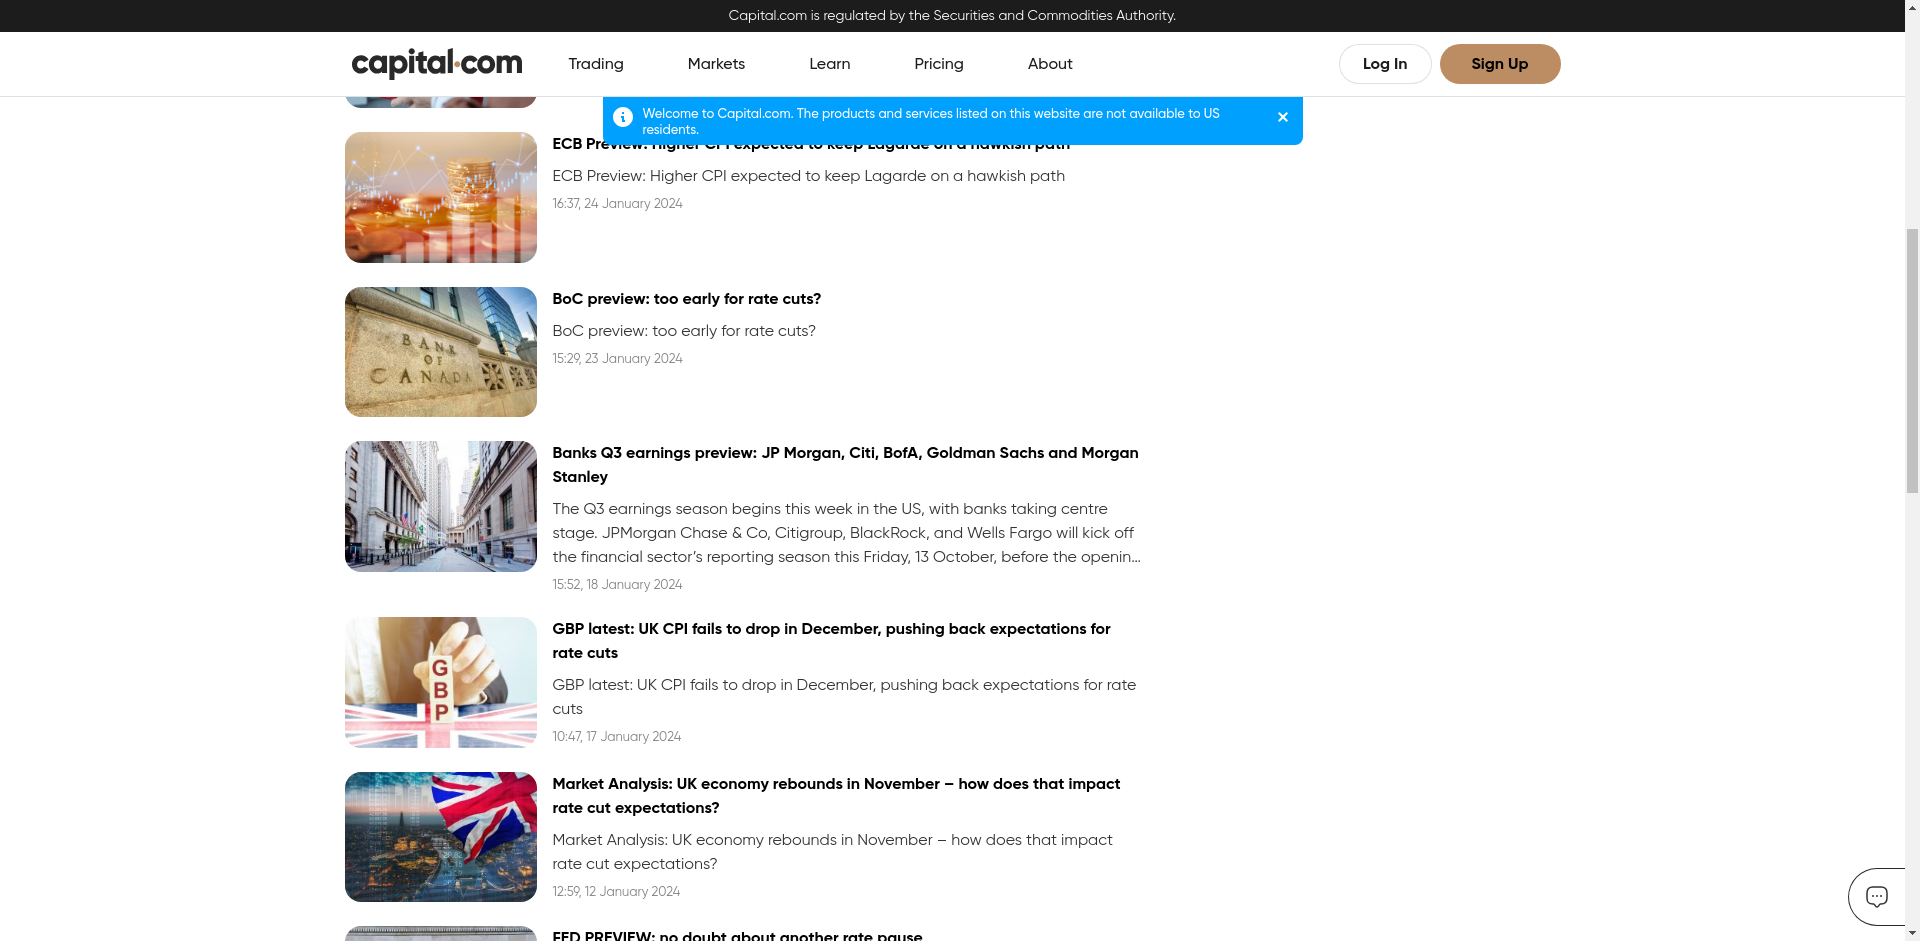 Capital.com is regulated by the Securities and Commodities Authority.
capital.com
Trading
Markets
Learn
Pricing
About
Log In
Sign Up
Welcome to Capital.com. The products and services listed on this website are not available to US
residents.
ECB Preview: Higher CPI expected to keep Lagarde on a hawkish path
ECB Preview: Higher CPI expected to keep Lagarde on a hawkish path
16:37, 24 January 2024
BANK
OF
CANADA
BoC preview: too early for rate cuts?
BoC preview: too early for rate cuts?
15:29, 23 January 2024
Banks Q3 earnings preview: JP Morgan, Citi, BofA, Goldman Sachs and Morgan
Stanley
The Q3 earnings season begins this week in the US, with banks taking centre
stage. JPMorgan Chase & Co, Citigroup, BlackRock, and Wells Fargo will kick off
the financial sector’s reporting season this Friday, 13 October, before the openin...
15:52, 18 January 2024
G
B
P
GBP latest: UK CPI fails to drop in December, pushing back expectations for
rate cuts
GBP latest: UK CPI fails to drop in December, pushing back expectations for rate
cuts
10:47, 17 January 2024
Market Analysis: UK economy rebounds in November – how does that impact
rate cut expectations?
Market Analysis: UK economy rebounds in November – how does that impact
rate cut expectations?
12:59, 12 January 2024
FED PREVIEW: no doubt about another rate pause